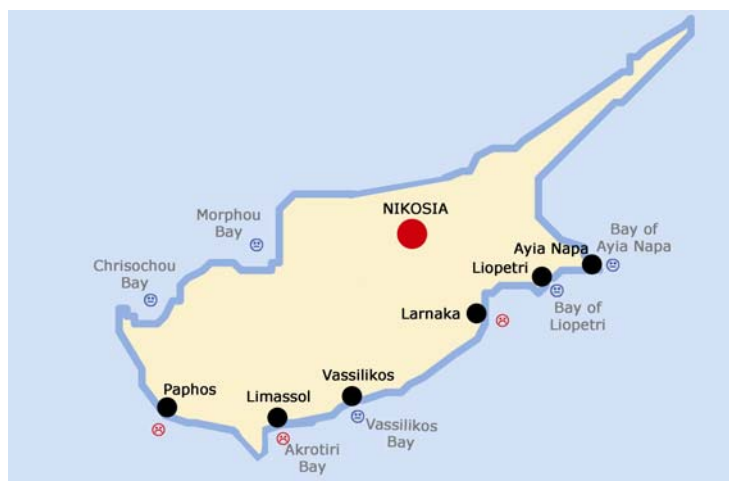 NIKOSIA
Morphou
Bay
Bay of
Ayia Napa
Ayia Napa
Chrisochou
Bay
Liopetri
Bay of
Liopetri
Larnaka
Vassilikos
Paphos
Limassol
Vassilikos
Bay
Akrotiri
Bay